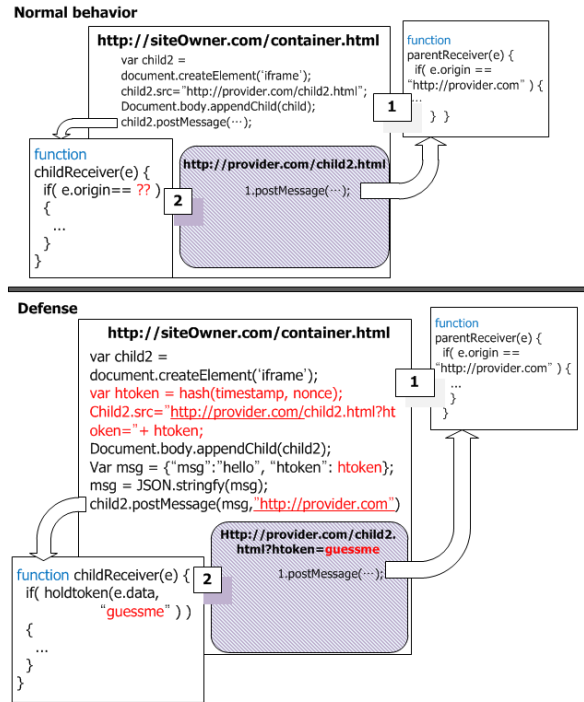 Normal behavior
http://siteOwner.com/container.html
var child2 =
document.createElement('iframe');
child2.src="http://provider.com/child2.html";
Document.body.appendChild(child);
child2.postMessage(⋯);
function
parentReceiver(e) {
if( e.origin ==
"http://provider.com" ) {
...
} }
1
function
childReceiver(e) {
if( e.origin== ?? )
{
...
}
}
2
http://provider.com/child2.html
1.postMessage(⋯);
Defense
http://siteOwner.com/container.html
var child2 =
document.createElement('iframe');
var htoken = hash(timestamp, nonce);
Child2.src="http://provider.com/child2.html?ht
oken="+ htoken;
Document.body.appendChild(child2);
Var msg = {"msg":"hello", "htoken": htoken};
msg = JSON.stringfy(msg);
child2.postMessage(msg,"http://provider.com")
function
parentReceiver(e) {
if( e.origin ==
"http://provider.com" ) {
...
}
}
1
Http://provider.com/child2.
html?htoken=guessme
1.postMessage(⋯);
function childReceiver(e) {
if( holdtoken(e.data,
"guessme" ) )
{
...
}
}
2